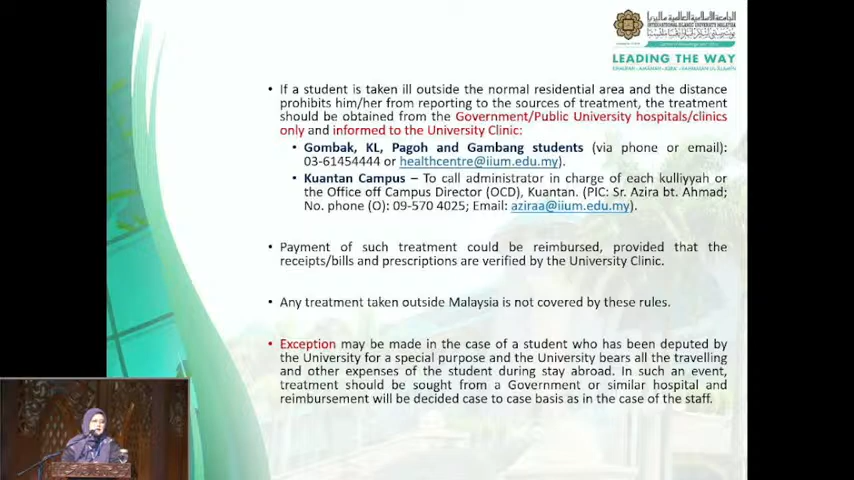 INTERNATIONAL ISLAMIC UNIVERSITY MALAYSIA
LEADING THE WAY
If a student is taken ill outside the normal residential area and the distance
prohibits him/her from reporting to the sources of treatment, the treatment
should be obtained from the Government/Public University hospitals/clinics
only and informed to the University Clinic:
Gombak, KL, Pagoh and Gambang students (via phone or email):
03-61454444 or healthcentre@iium.edu.my).
Kuantan Campus – To call administrator in charge of each kulliyyah or
the Office off Campus Director (OCD), Kuantan. (PIC: Sr. Azira bt. Ahmad;
No. phone (O): 09-570 4025; Email: aziraa@iium.edu.my).
Payment of such treatment could be reimbursed, provided that the
receipts/bills and prescriptions are verified by the University Clinic.
Any treatment taken outside Malaysia is not covered by these rules.
Exception may be made in the case of a student who has been deputed by
the University for a special purpose and the University bears all the travelling
and other expenses of the student during stay abroad. In such an event,
treatment should be sought from a Government or similar hospital and
reimbursement will be decided case to case basis as in the case of the staff.